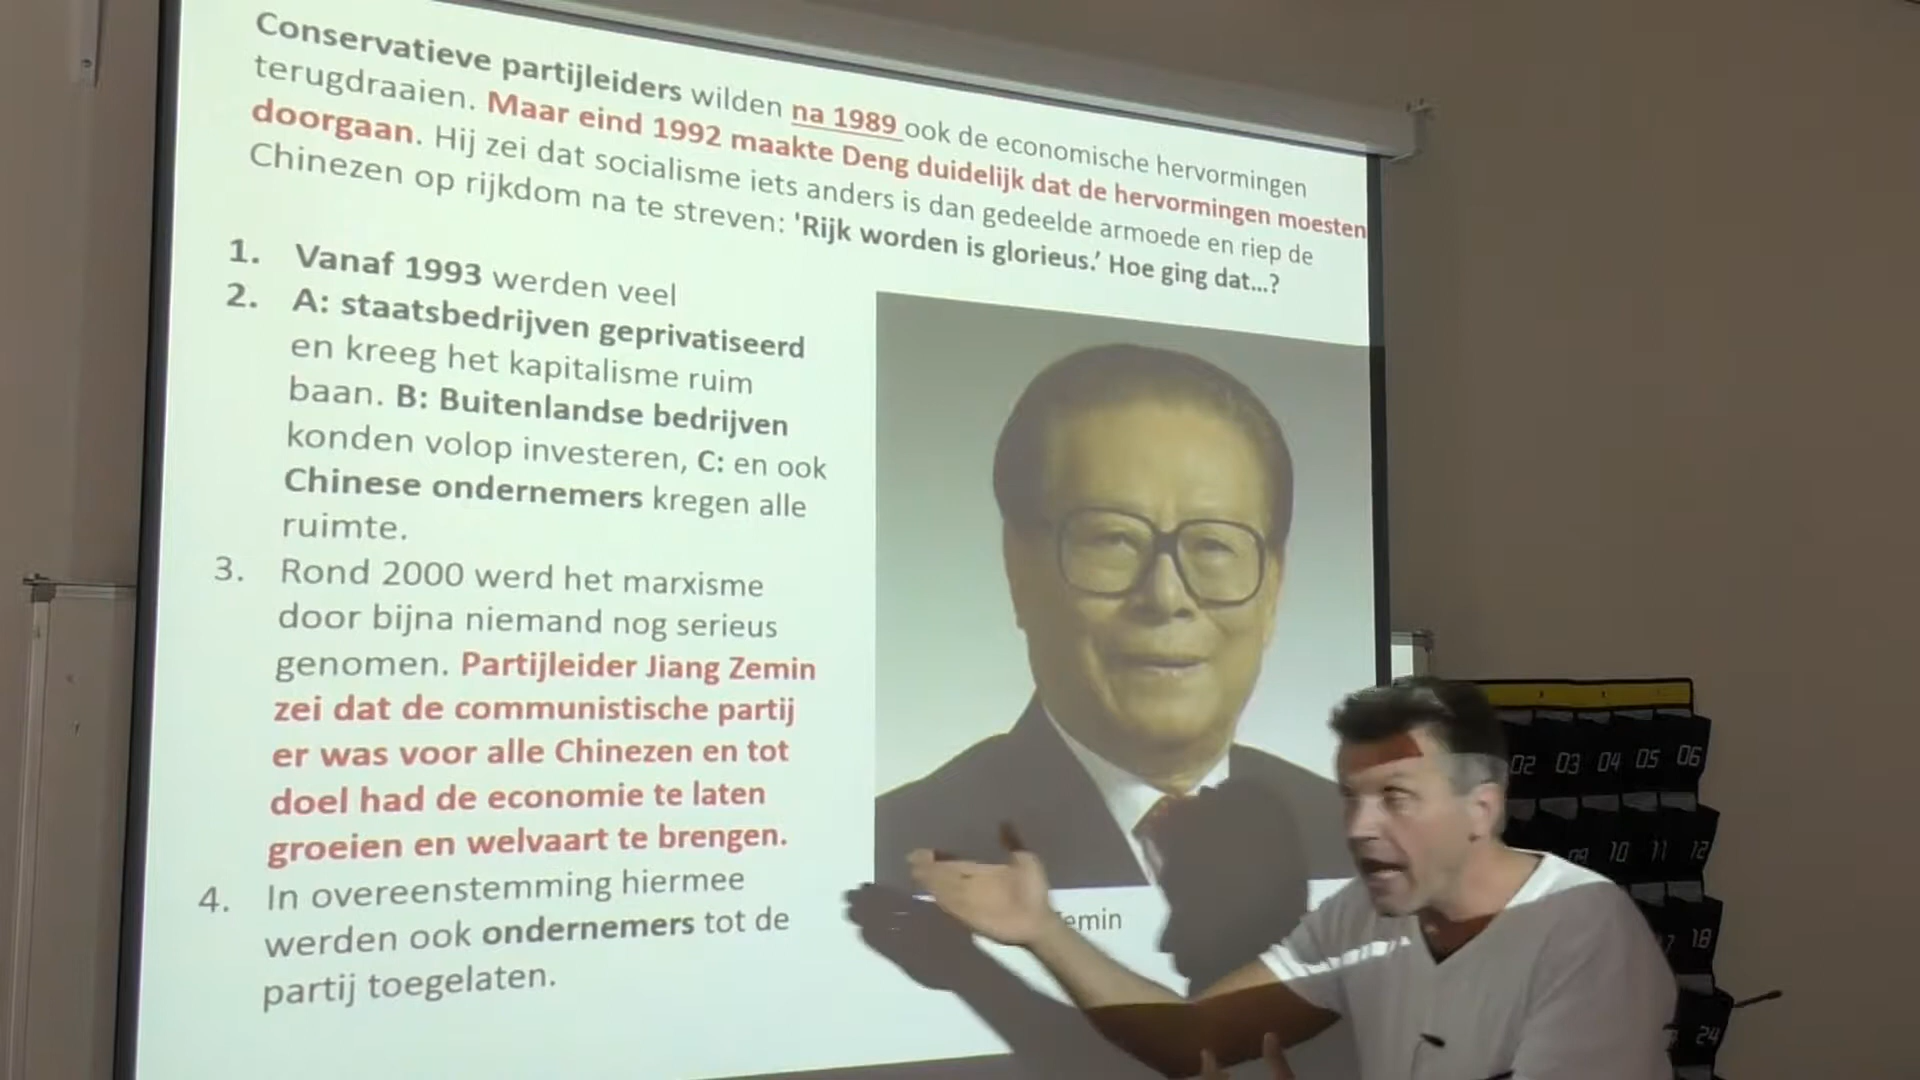 Conservatieve partijleiders wilden na 1989 ook de economische hervormingen
terugdraaien. Maar eind 1992 maakte Deng duidelijk dat de hervormingen moesten
doorgaan. Hij zei dat socialisme iets anders is dan gedeelde armoede en riep de
Chinezen op rijkdom na te streven: 'Rijk worden is glorieus.' Hoe ging dat...?
1. Vanaf 1993 werden veel
2. A: staatsbedrijven geprivatiseerd
en kreeg het kapitalisme ruim
baan. B: Buitenlandse bedrijven
konden volop investeren, C: en ook
Chinese ondernemers kregen alle
ruimte.
3. Rond 2000 werd het marxisme
door bijna niemand nog serieus
genomen. Partijleider Jiang Zemin
zei dat de communistische partij
er was voor alle Chinezen en tot
doel had de economie te laten
groeien en welvaart te brengen.
4. In overeenstemming hiermee
werden ook ondernemers tot de
partij toegelaten.
emin
02 03 04 05 06
09 10 11 12
18
24